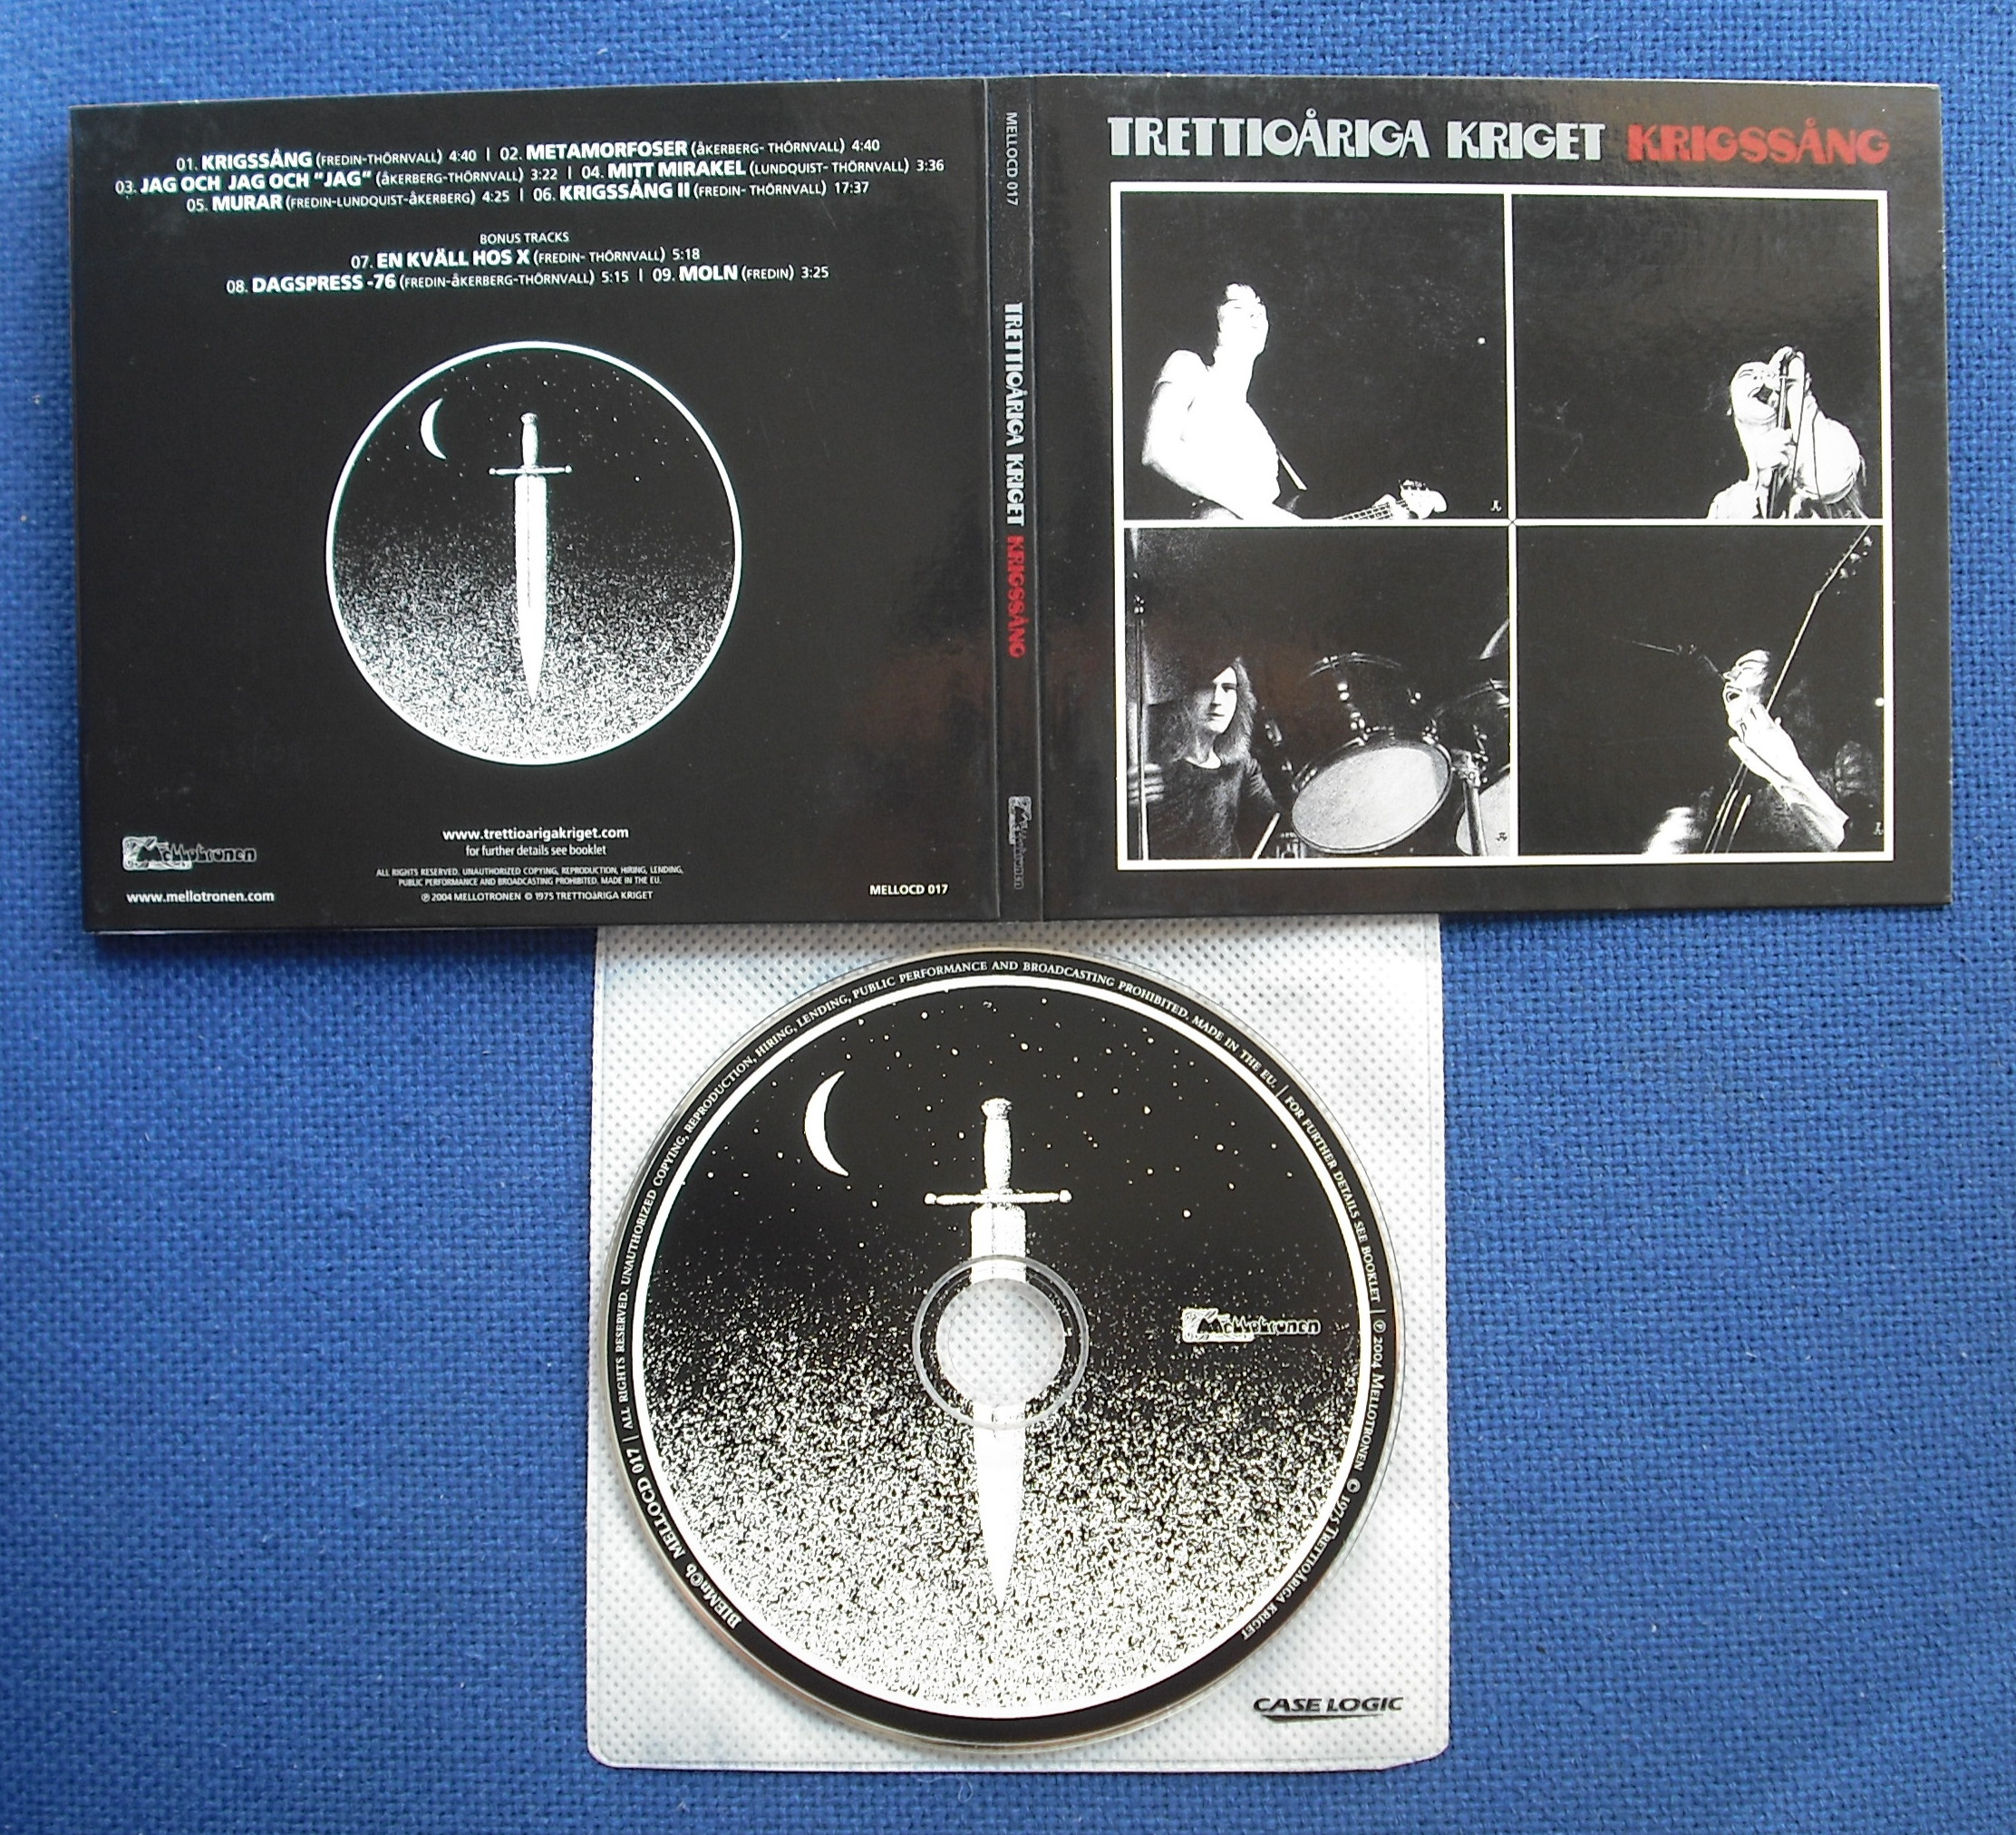 01. KRIGSSÅNG (FREDIN-THÖRNVALL) 4:40 | 02. METAMORFOSER (ÅKERBERG- THÖRNVALL) 4:40
03. JAG OCH JAG OCH "JAG" (ÅKERBERG-THÖRNVALL) 3:22 | 04. MITT MIRAKEL (LUNDQUIST- THÖRNVALL) 3:36
05. MURAR (FREDIN-LUNDQUIST-ÅKERBERG) 4:25 | 06. KRIGSSÅNG II (FREDIN- THÖRNVALL) 17:37
BONUS TRACKS
07. EN KVÄLL HOS X (FREDIN- THÖRNVALL) 5:18
08. DAGSPRESS -76 (FREDIN-ÅKERBERG-THÖRNVALL) 5:15 | 09. MOLN (FREDIN) 3:25
www.trettioarigakriget.com
for further details see booklet
ALL RIGHTS RESERVED. UNAUTHORIZED COPYING, REPRODUCTION, HIRING, LENDING,
PUBLIC PERFORMANCE AND BROADCASTING PROHIBITED. MADE IN THE EU.
℗ 2004 MELLOTRONEN © 1975 TRETTIOÅRIGA KRIGET
Mellotronen
www.mellotronen.com
MELLOCD 017
MELLOCD 017 TRETTIOÅRIGA KRIGET KRIGSSÅNG Mellotronen
TRETTIOÅRIGA KRIGET KRIGSSÅNG
BIEM n©b MELLOCD 017 | ALL RIGHTS RESERVED. UNAUTHORIZED COPYING, REPRODUCTION, HIRING, LENDING, PUBLIC PERFORMANCE AND BROADCASTING PROHIBITED. MADE IN THE EU. | FOR FURTHER DETAILS SEE BOOKLET | ℗ 2004 MELLOTRONEN © 1975 TRETTIOÅRIGA KRIGET
Mellotronen
CASE LOGIC